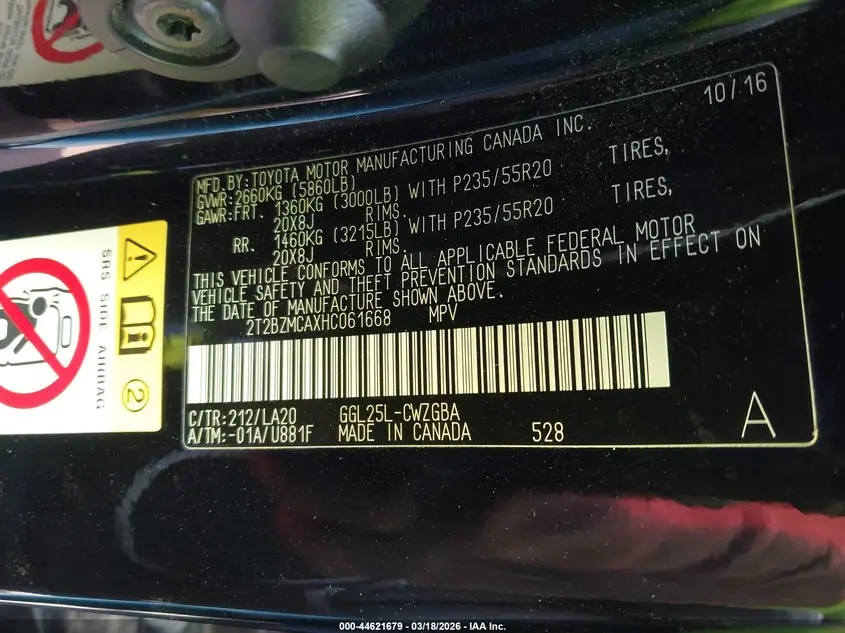 10/16
MFD.BY:TOYOTA MOTOR MANUFACTURING CANADA INC.
GVWR:2660KG (5860LB)
GAWR:FRT. 1360KG (3000LB) WITH P235/55R20 TIRES,
20X8J RIMS.
RR. 1460KG (3215LB) WITH P235/55R20 TIRES,
20X8J RIMS.
THIS VEHICLE CONFORMS TO ALL APPLICABLE FEDERAL MOTOR
VEHICLE SAFETY AND THEFT PREVENTION STANDARDS IN EFFECT ON
THE DATE OF MANUFACTURE SHOWN ABOVE.
2T2BZMCAXHC061668 MPV
C/TR:212/LA20 GGL25L-CWZGBA
A/TM:-01A/U881F MADE IN CANADA 528
A
SRS SIDE AIRBAG
2
000-44621679 — 03/18/2026 — IAA Inc.